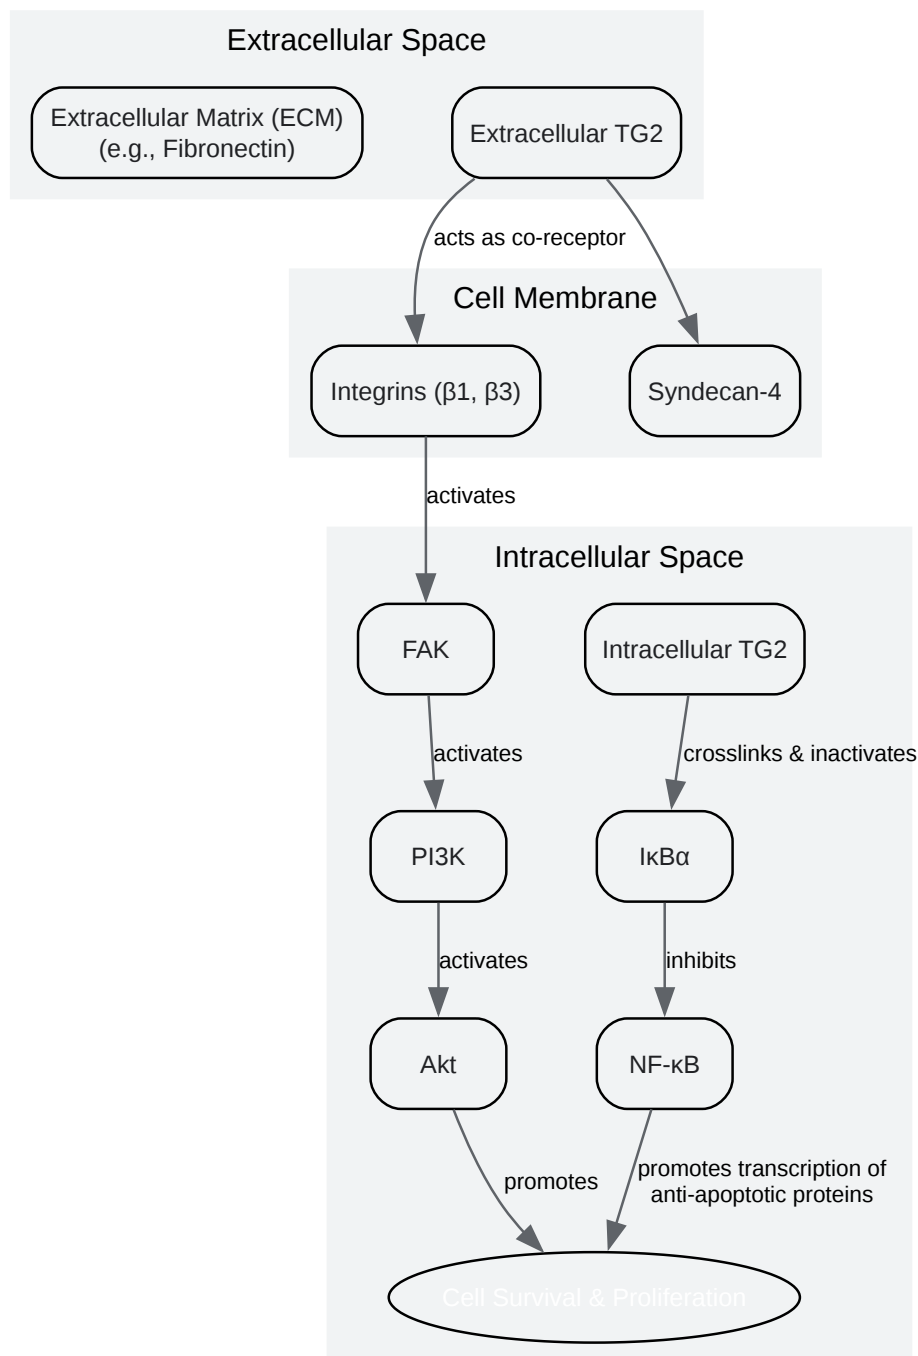 Extracellular Space
Extracellular Matrix (ECM)
(e.g., Fibronectin)
Extracellular TG2
acts as co-receptor
Cell Membrane
Integrins (β1, β3)
Syndecan-4
activates
Intracellular Space
FAK
Intracellular TG2
activates
crosslinks & inactivates
PI3K
IκBα
activates
inhibits
Akt
NF-κB
promotes
promotes transcription of
anti-apoptotic proteins
Cell Survival & Proliferation